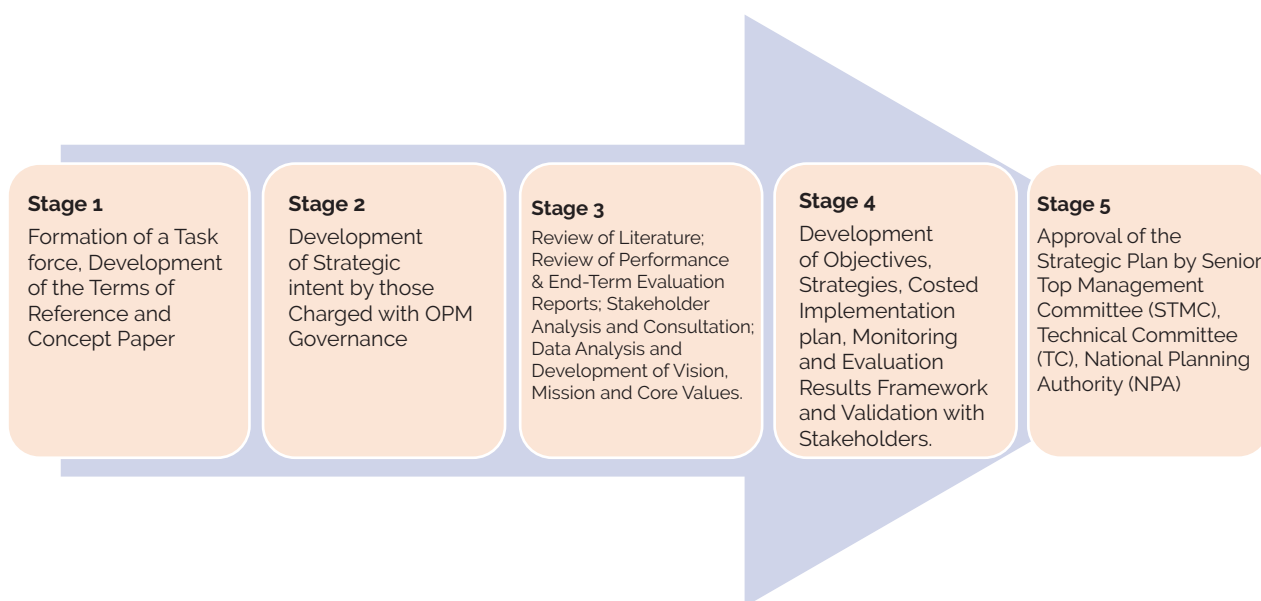 Stage 1
Formation of a Task
force, Development
of the Terms of
Reference and
Concept Paper
Stage 2
Development
of Strategic
intent by those
Charged with OPM
Governance
Stage 3
Review of Literature;
Review of Performance
& End-Term Evaluation
Reports; Stakeholder
Analysis and Consultation;
Data Analysis and
Development of Vision,
Mission and Core Values.
Stage 4
Development
of Objectives,
Strategies, Costed
Implementation
plan, Monitoring
and Evaluation
Results Framework
and Validation with
Stakeholders.
Stage 5
Approval of the
Strategic Plan by Senior
Top Management
Committee (STMC),
Technical Committee
(TC), National Planning
Authority (NPA)